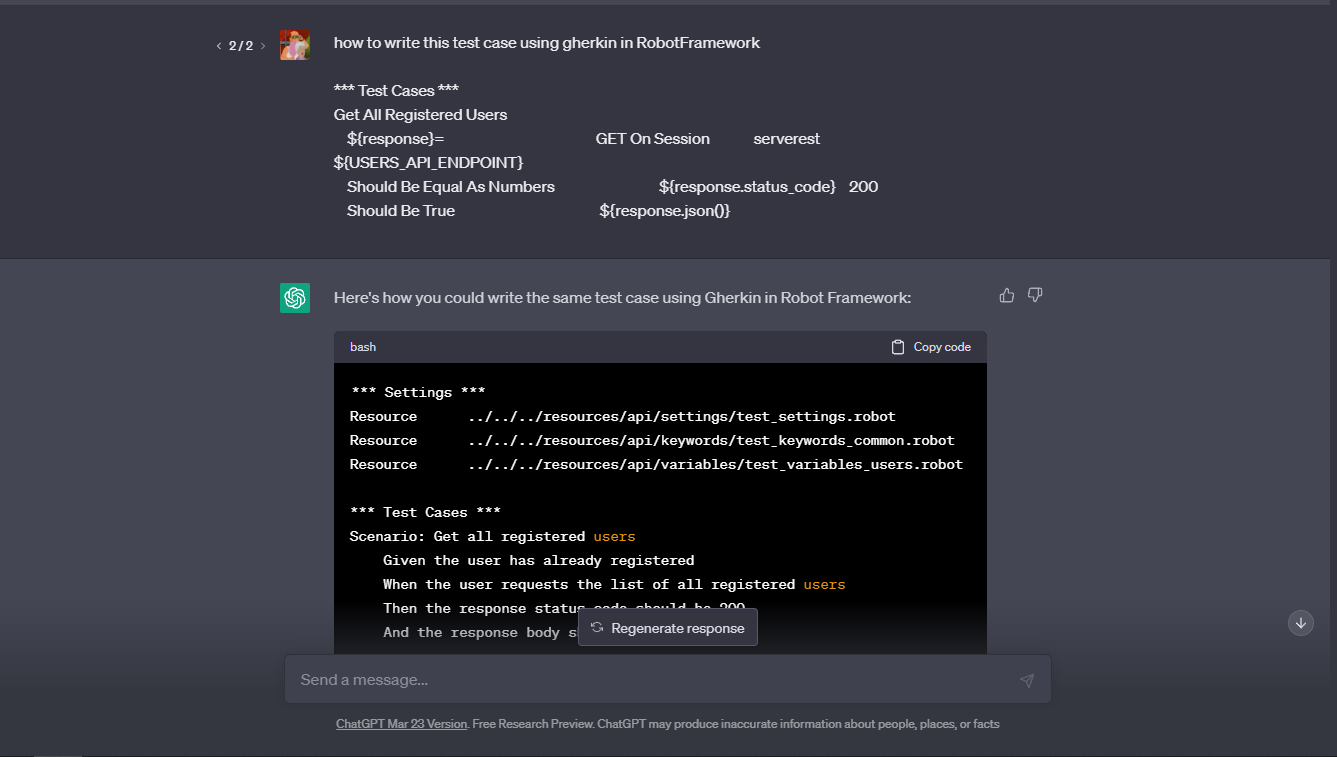 2 / 2
how to write this test case using gherkin in RobotFramework
*** Test Cases ***
Get All Registered Users
${response}= GET On Session serverest
${USERS_API_ENDPOINT}
Should Be Equal As Numbers ${response.status_code} 200
Should Be True ${response.json()}
Here's how you could write the same test case using Gherkin in Robot Framework:
bash Copy code
*** Settings ***
Resource ../../../resources/api/settings/test_settings.robot
Resource ../../../resources/api/keywords/test_keywords_common.robot
Resource ../../../resources/api/variables/test_variables_users.robot
*** Test Cases ***
Scenario: Get all registered users
Given the user has already registered
When the user requests the list of all registered users
Then the response status code should be 200
And the response body
Regenerate response
Send a message...
ChatGPT Mar 23 Version. Free Research Preview. ChatGPT may produce inaccurate information about people, places, or facts